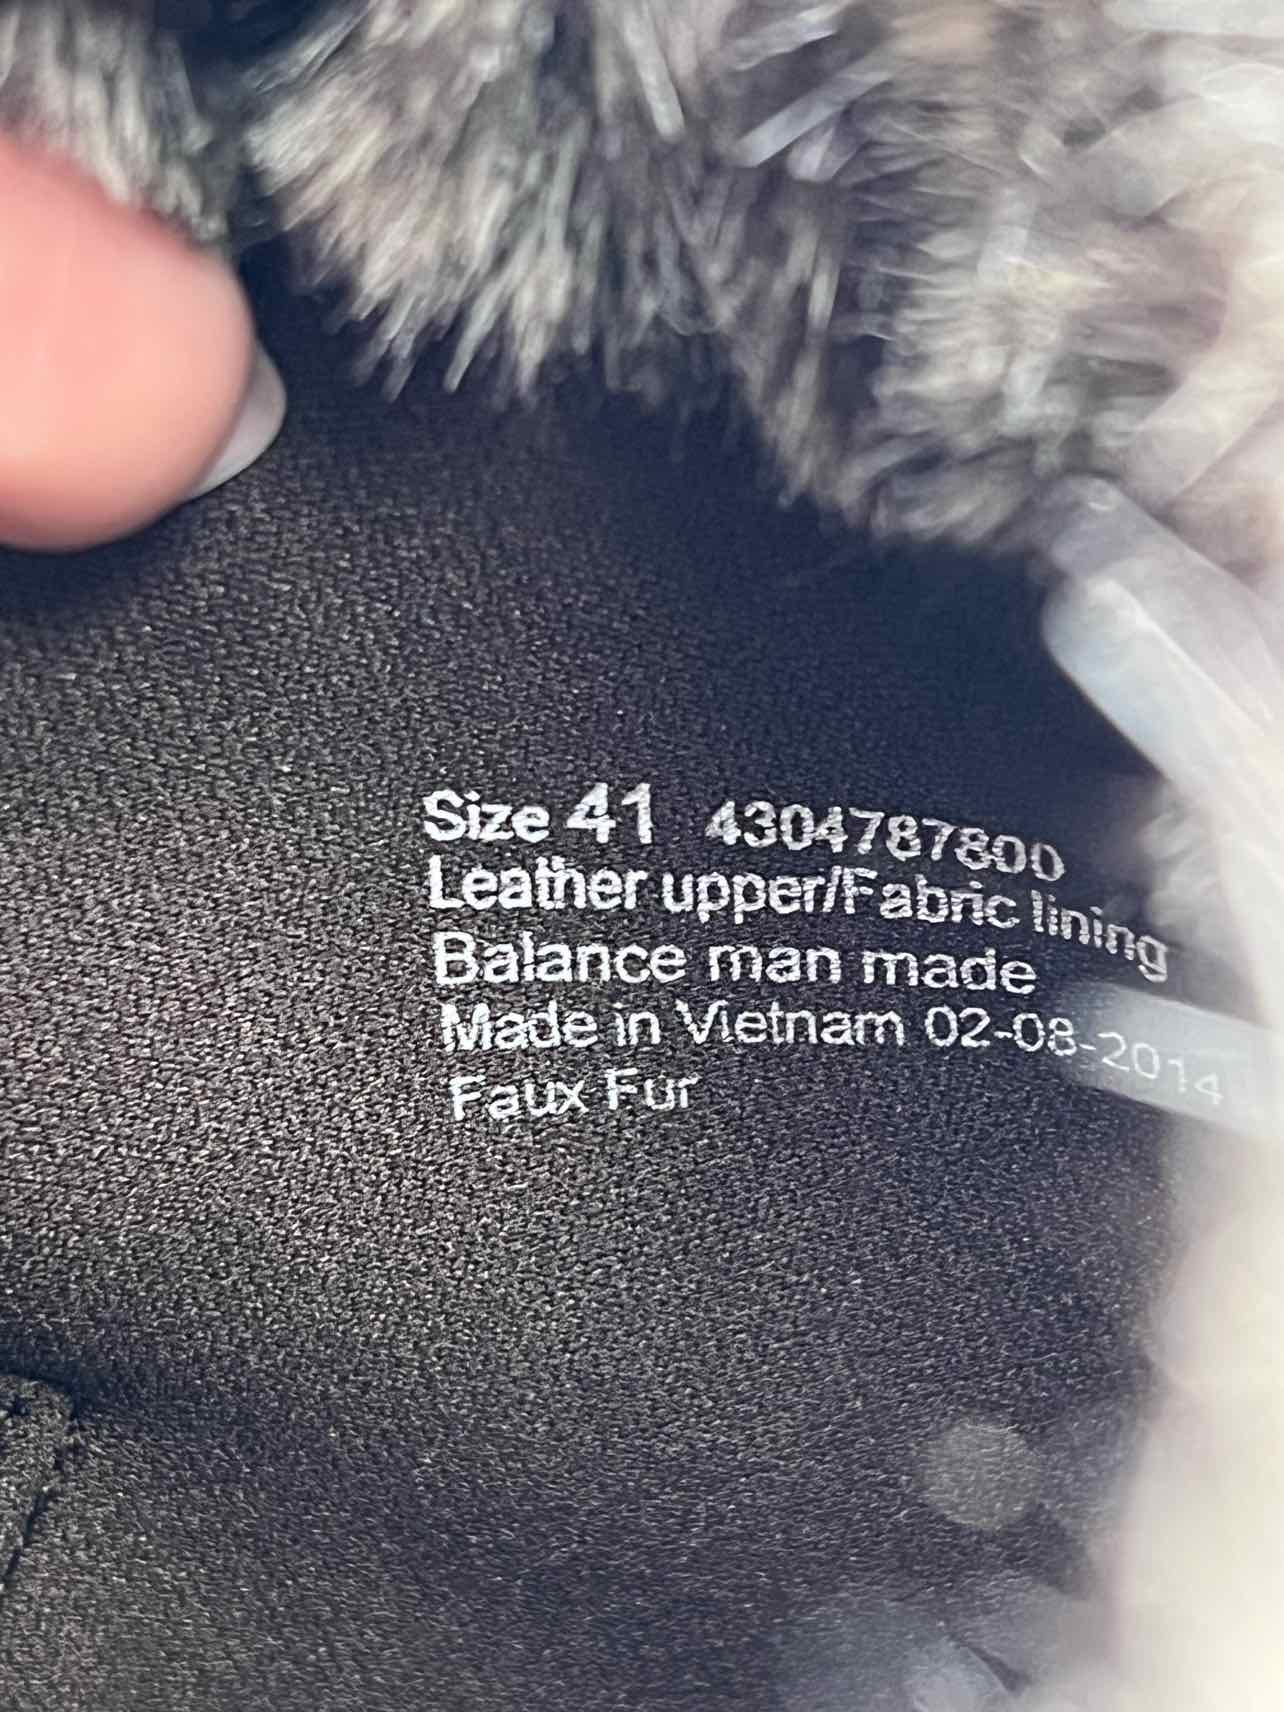 Size 41 4304787800
Leather upper/Fabric lining
Balance man made
Made in Vietnam 02-08-2014
Faux Fur